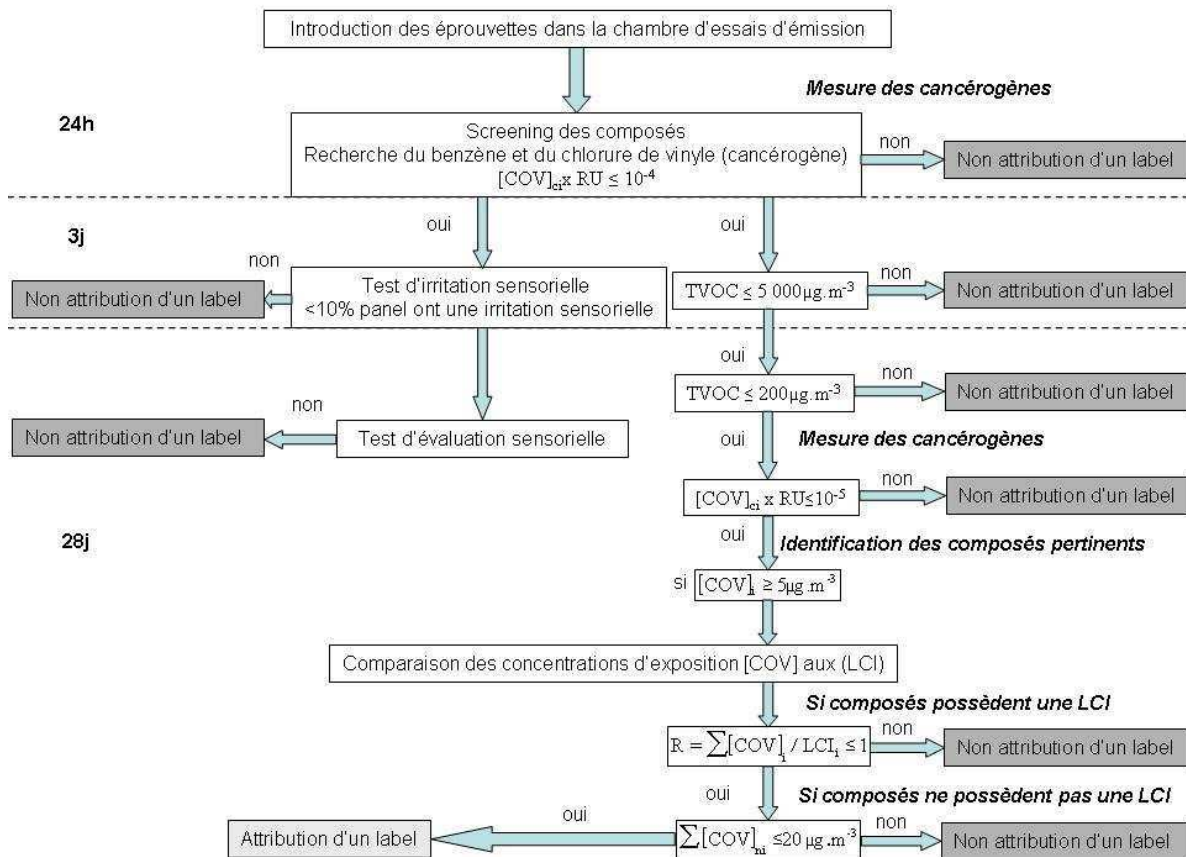 Introduction des éprouvettes dans la chambre d'essais d'émission
Mesure des cancérogènes
24h
Screening des composés
Recherche du benzène et du chlorure de vinyle (cancérogène)
[COV]ci x RU ≤ 10-4
non
Non attribution d'un label
oui
oui
3j
non
Non attribution d'un label
Test d'irritation sensorielle
<10% panel ont une irritation sensorielle
TVOC ≤ 5 000µg.m-3
non
Non attribution d'un label
oui
TVOC ≤ 200µg.m-3
non
Non attribution d'un label
non
Non attribution d'un label
Test d'évaluation sensorielle
oui
Mesure des cancérogènes
[COV]ci x RU≤10-5
non
Non attribution d'un label
28j
oui
Identification des composés pertinents
si [COV]i ≥ 5µg.m-3
Comparaison des concentrations d'exposition [COV] aux (LCI)
Si composés possèdent une LCI
R = ∑[COV]i / LCIi ≤ 1
non
Non attribution d'un label
oui
Si composés ne possèdent pas une LCI
oui
Attribution d'un label
∑[COV]ni ≤20 µg.m-3
non
Non attribution d'un label